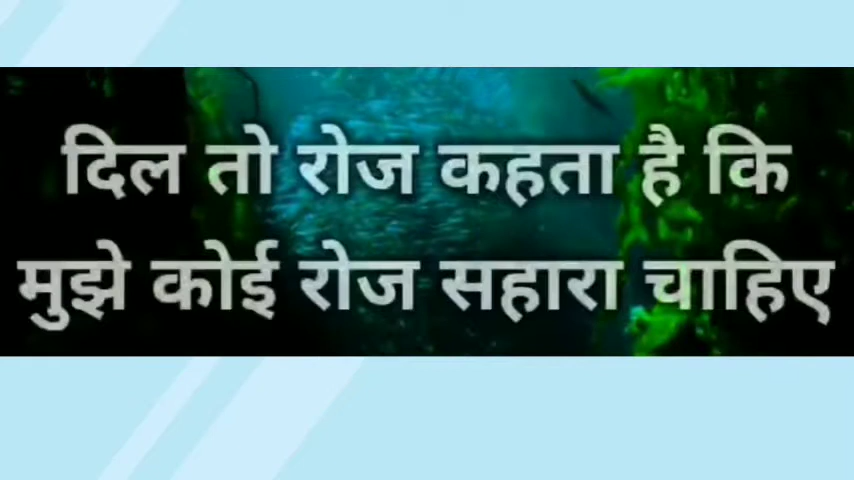 दिल तो रोज कहता है कि
मुझे कोई रोज सहारा चाहिए